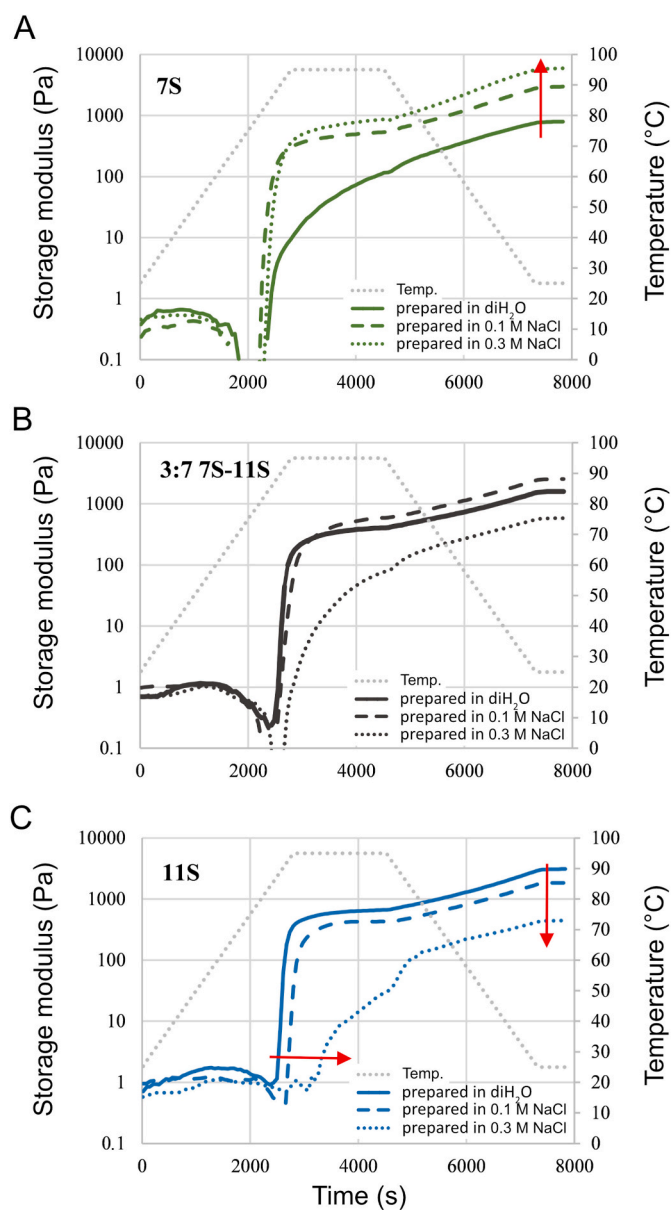 A
Storage modulus (Pa)
10000
1000
100
10
1
0.1
7S
Temp.
prepared in diH₂O
prepared in 0.1 M NaCl
prepared in 0.3 M NaCl
100
90
80
70
60
50
40
30
20
10
0
Temperature (°C)
0 2000 4000 6000 8000
B
Storage modulus (Pa)
10000
1000
100
10
1
0.1
3:7 7S-11S
Temp.
prepared in diH₂O
prepared in 0.1 M NaCl
prepared in 0.3 M NaCl
100
90
80
70
60
50
40
30
20
10
0
Temperature (°C)
0 2000 4000 6000 8000
C
Storage modulus (Pa)
10000
1000
100
10
1
0.1
11S
Temp.
prepared in diH₂O
prepared in 0.1 M NaCl
prepared in 0.3 M NaCl
100
90
80
70
60
50
40
30
20
10
0
Temperature (°C)
0 2000 4000 6000 8000
Time (s)